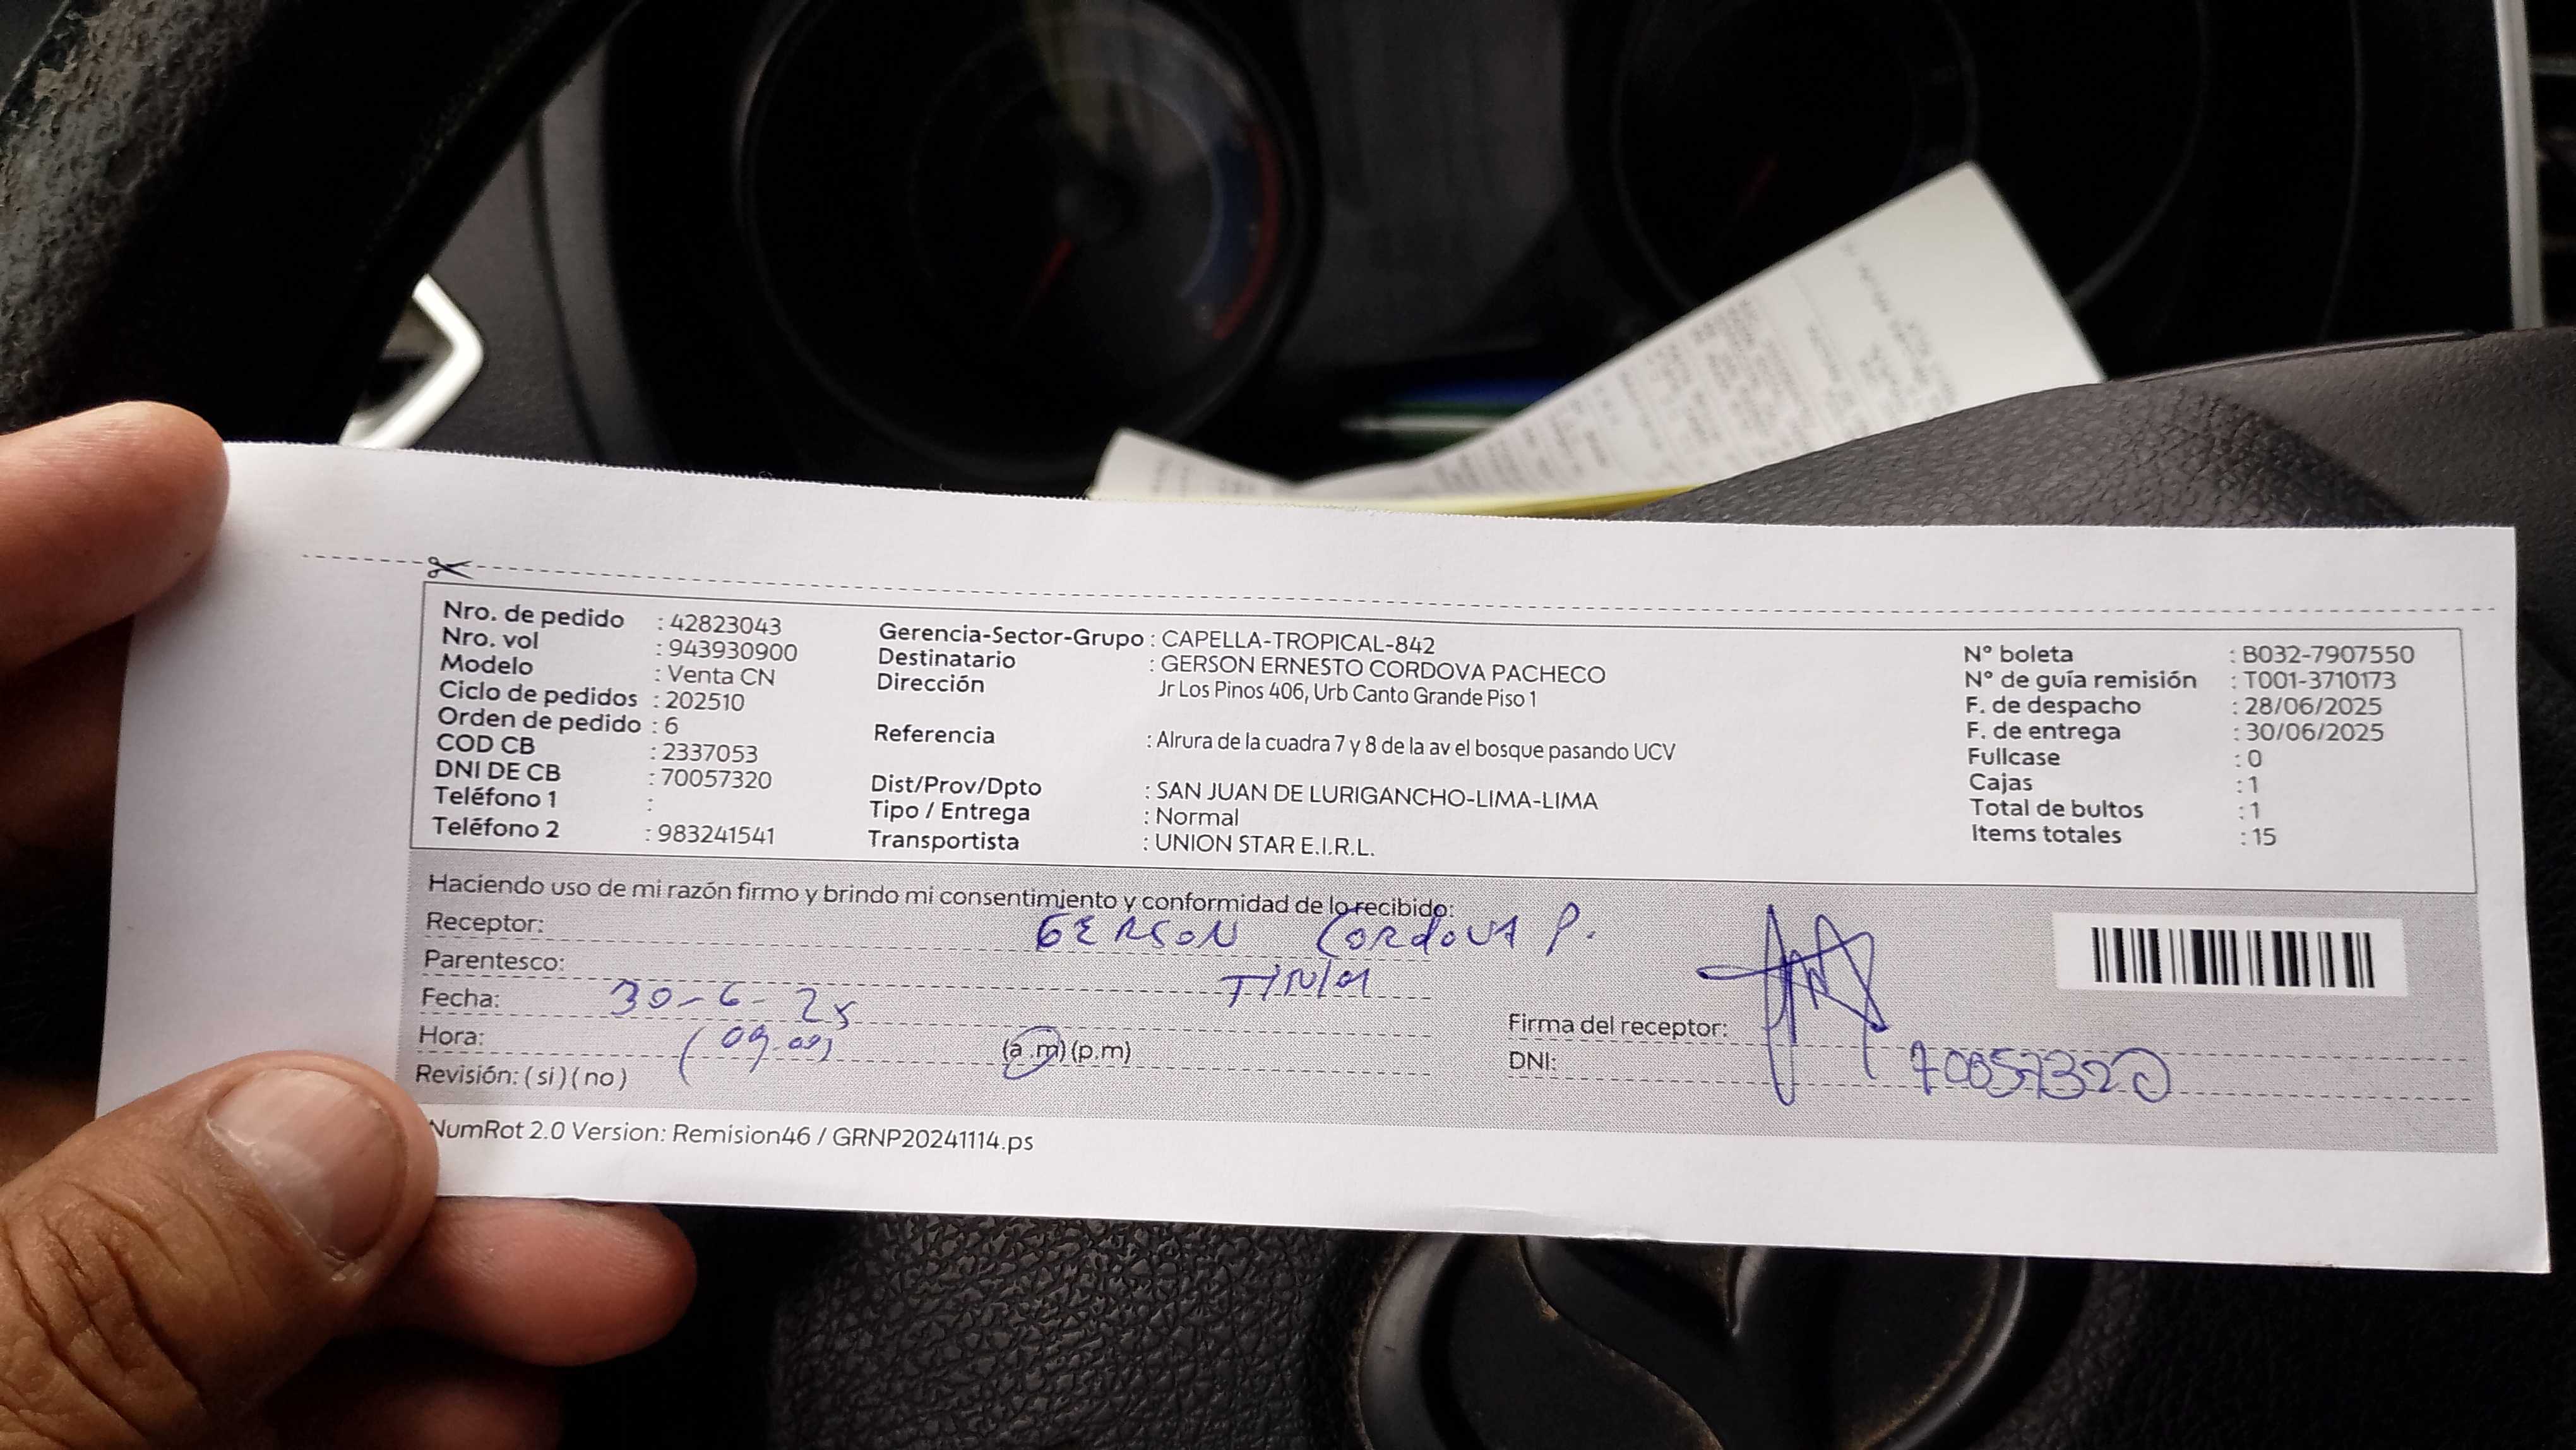 Nro. de pedido : 42823043
Nro. vol : 943930900
Modelo : Venta CN
Ciclo de pedidos : 202510
Orden de pedido : 6
COD CB : 2337053
DNI DE CB : 70057320
Teléfono 1 :
Teléfono 2 : 983241541
Gerencia-Sector-Grupo : CAPELLA-TROPICAL-842
Destinatario : GERSON ERNESTO CORDOVA PACHECO
Dirección Jr Los Pinos 406, Urb Canto Grande Piso 1
Referencia : Alrura de la cuadra 7 y 8 de la av el bosque pasando UCV
Dist/Prov/Dpto : SAN JUAN DE LURIGANCHO-LIMA-LIMA
Tipo / Entrega : Normal
Transportista : UNION STAR E.I.R.L.
N° boleta : B032-7907550
N° de guía remisión : T001-3710173
F. de despacho : 28/06/2025
F. de entrega : 30/06/2025
Fullcase : 0
Cajas : 1
Total de bultos : 1
Items totales : 15
Haciendo uso de mi razón firmo y brindo mi consentimiento y conformidad de lo recibido:
Receptor: GERSON CORDOVA P.
Parentesco:
Fecha: 30-6-25
Hora: (09:00) (a.m) (p.m)
Revisión: ( si ) ( no )
Firma del receptor:
DNI: 70057320
NumRot 2.0 Version: Remision46 / GRNP20241114.ps